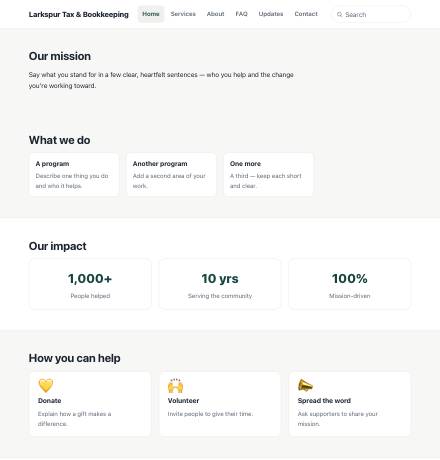 Larkspur Tax & Bookkeeping Home Services About FAQ Updates Contact Search
Our mission
Say what you stand for in a few clear, heartfelt sentences — who you help and the change
you're working toward.
What we do
A program Another program One more
Describe one thing you do Add a second area of your A third — keep each short
and who it helps. work. and clear.
Our impact
1,000+ 10 yrs 100%
People helped Serving the community Mission-driven
How you can help
Donate Volunteer Spread the word
Explain how a gift makes a Invite people to give their time. Ask supporters to share your
difference. mission.